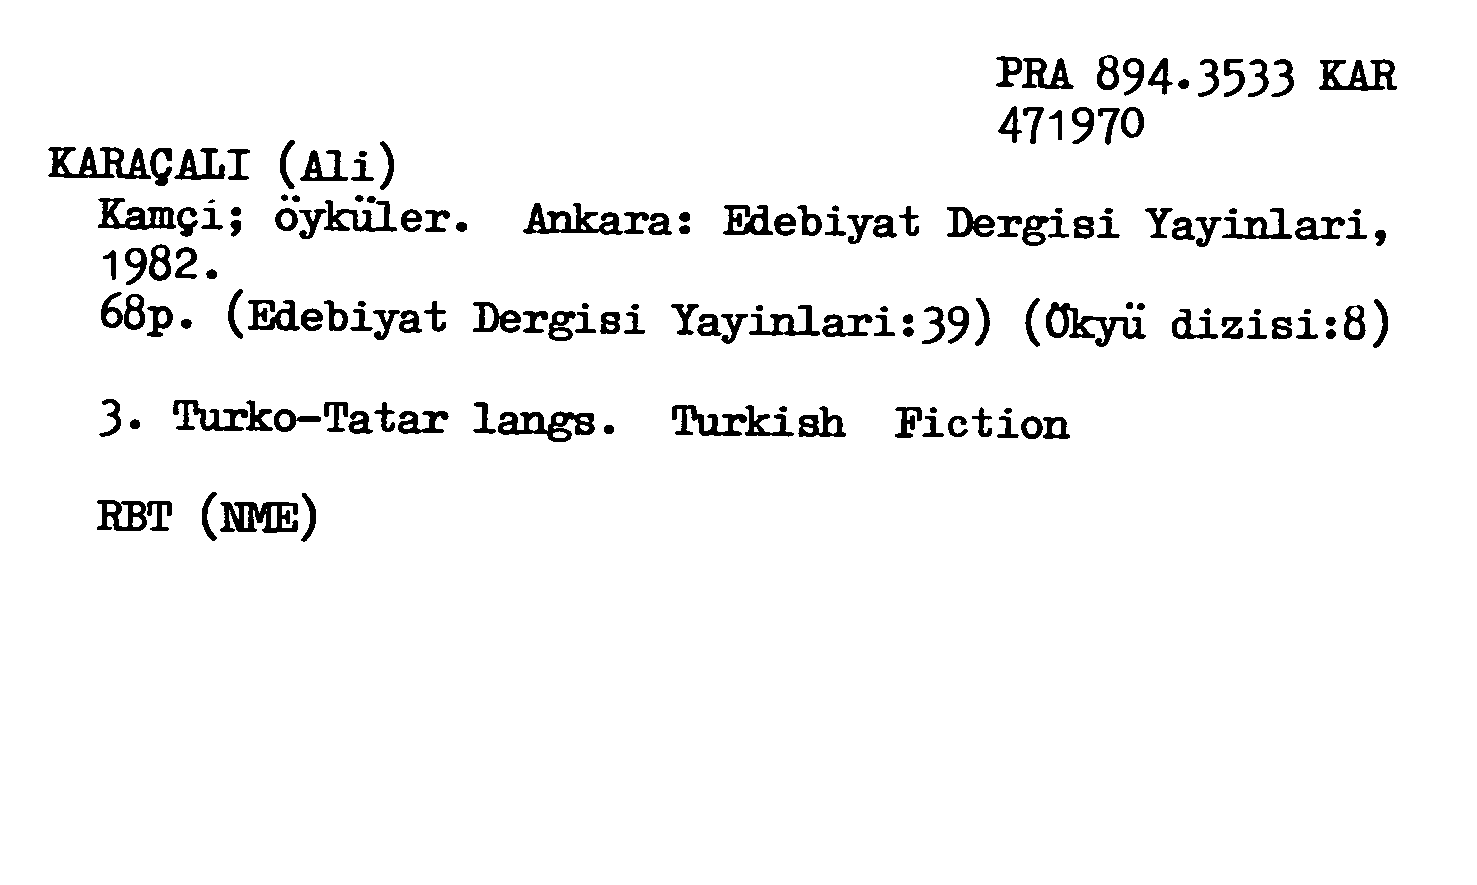 PRA 894.3533 KAR
471970
KARAÇALI (Ali)
Kamçi; öyküler. Ankara: Edebiyat Dergisi Yayinlari,
1982.
68p. (Edebiyat Dergisi Yayinlari:39) (Ökyü dizisi:8)
3. Turko-Tatar langs. Turkish Fiction
RBT (NME)